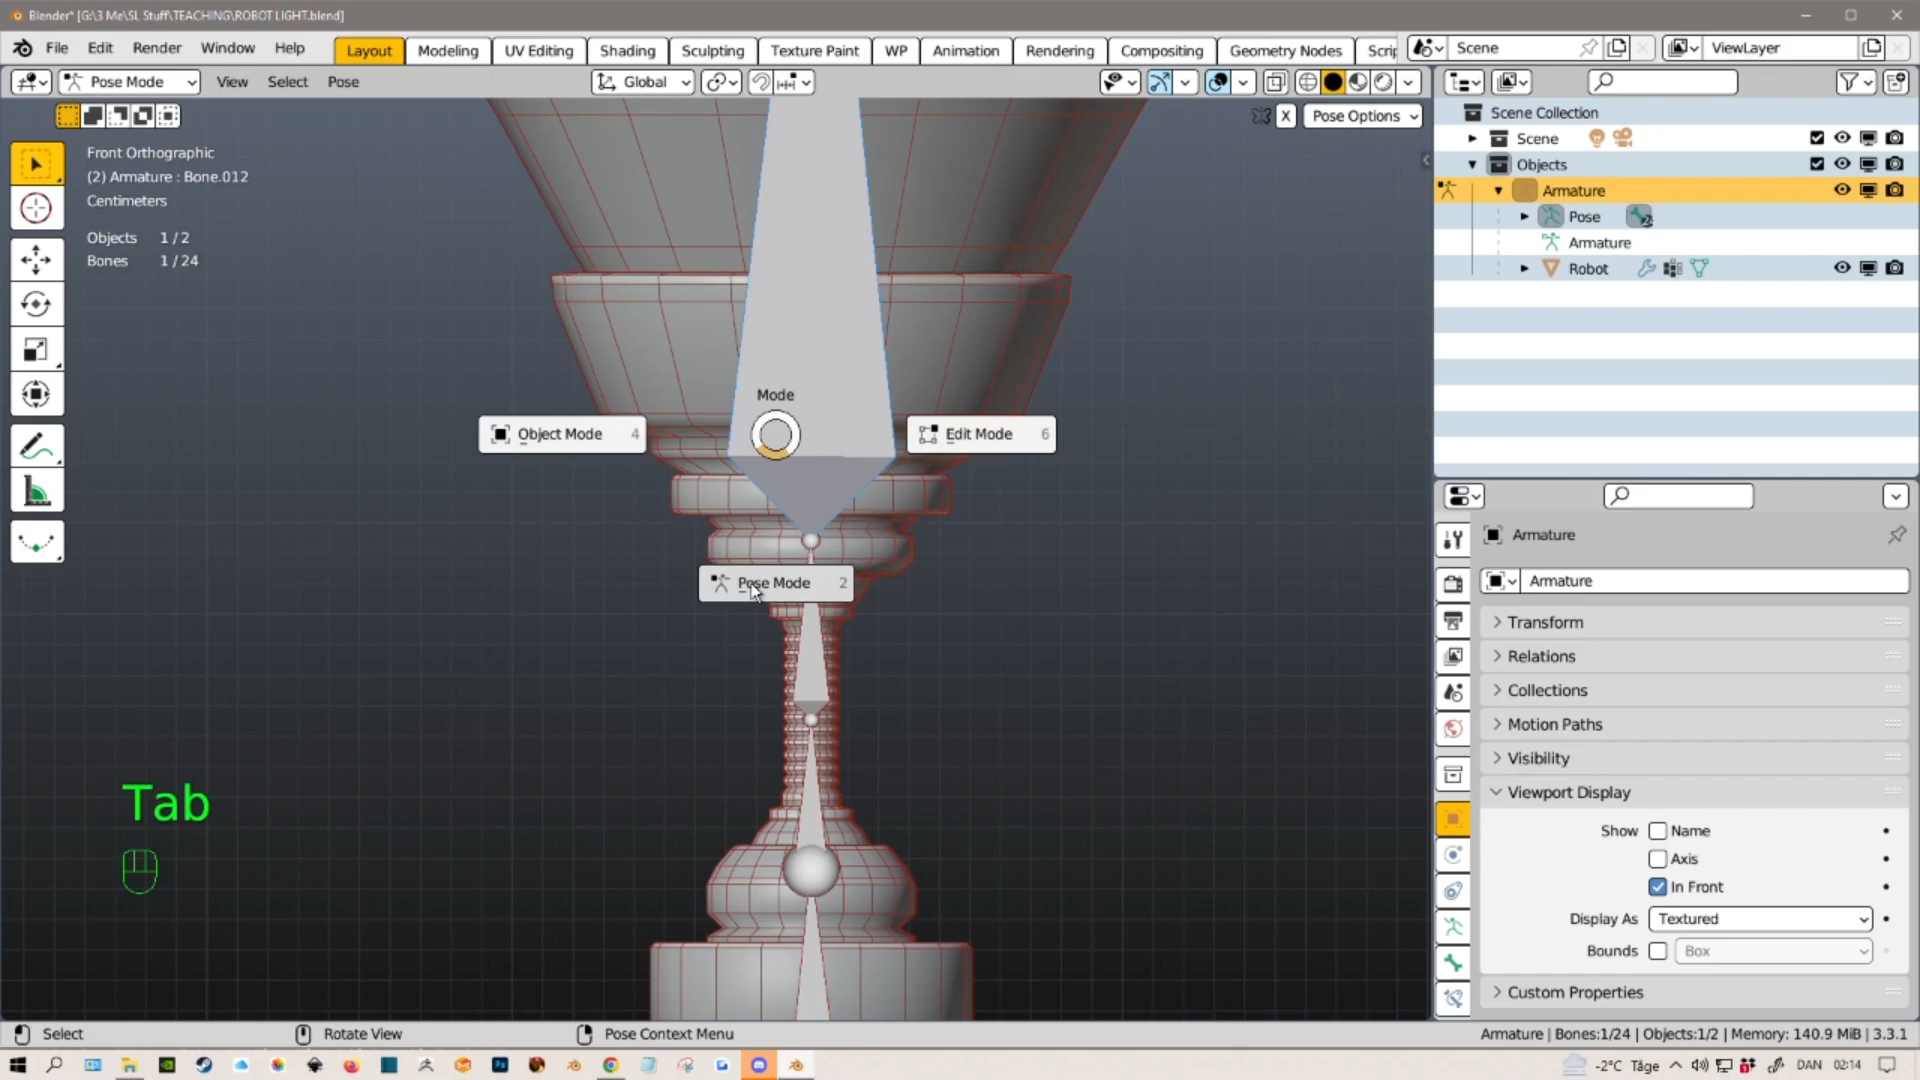 Blender* [G:\3 Me\SL Stuff\TEACHING\ROBOT LIGHT.blend]
File Edit Render Window Help
Layout Modeling UV Editing Shading Sculpting Texture Paint WP Animation Rendering Compositing Geometry Nodes Scrip
Scene
ViewLayer
Pose Mode View Select Pose
Global
X Pose Options
Front Orthographic
(2) Armature : Bone.012
Centimeters
Objects 1 / 2
Bones 1 / 24
Mode
Object Mode 4
Edit Mode 6
Pose Mode 2
Tab
Scene Collection
Scene
Objects
Armature
Pose
Armature
Robot
Armature
Armature
Transform
Relations
Collections
Motion Paths
Visibility
Viewport Display
Show Name
Axis
In Front
Display As Textured
Bounds Box
Custom Properties
Select Rotate View Pose Context Menu
Armature | Bones:1/24 | Objects:1/2 | Memory: 140.9 MiB | 3.3.1
-2°C Tåge DAN 02:14